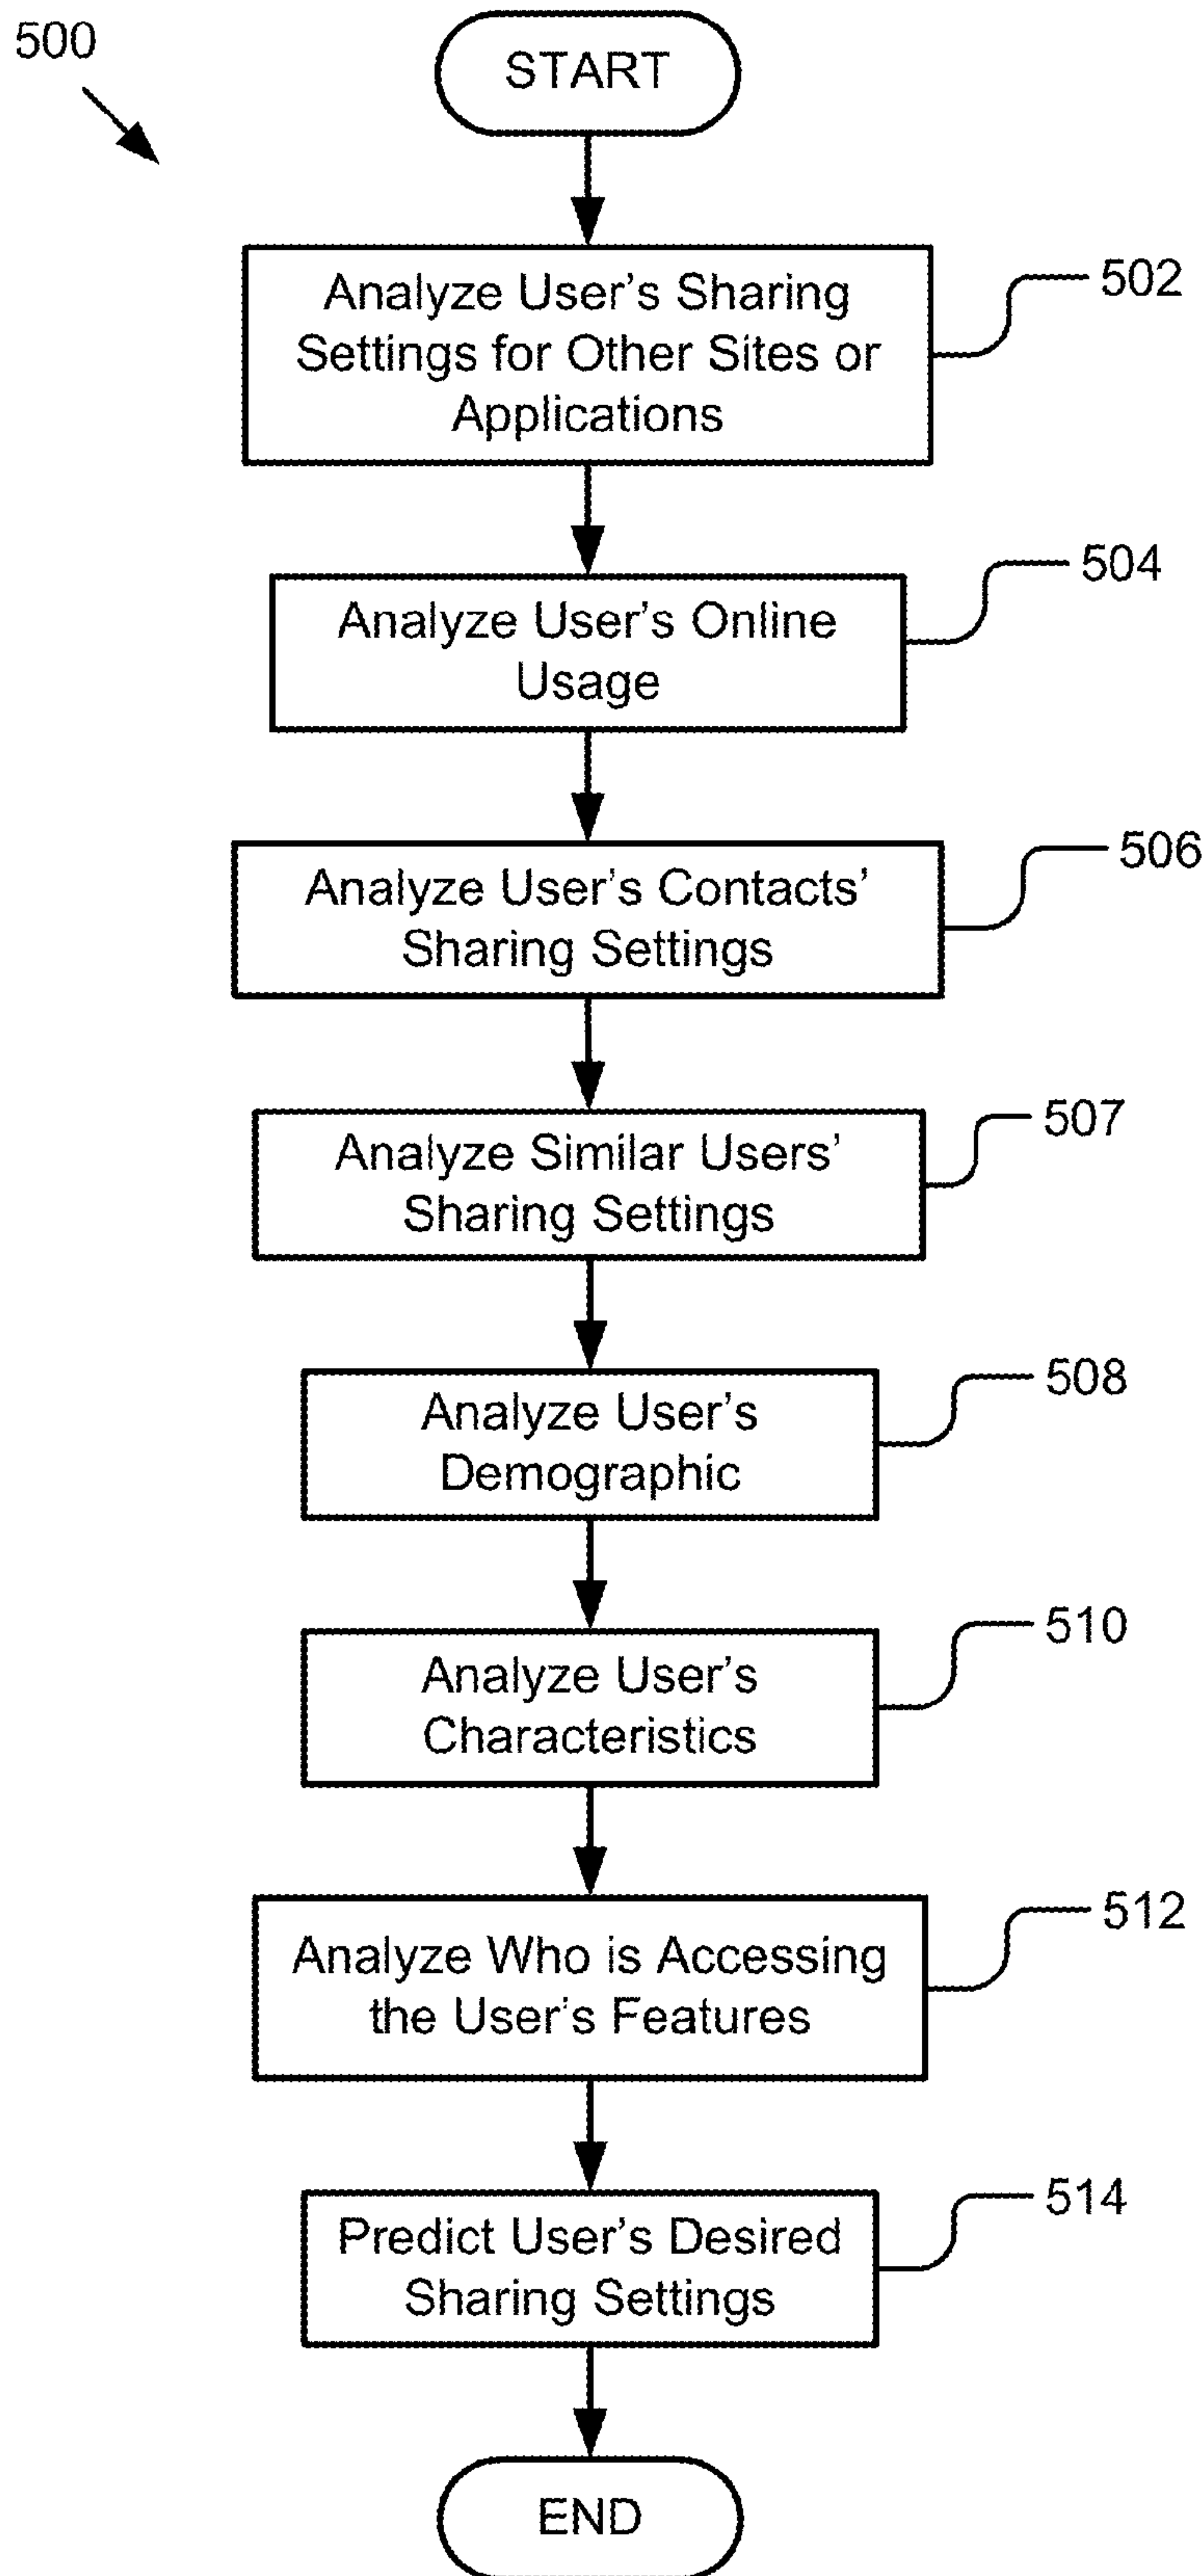 500
START
Analyze User's Sharing
Settings for Other Sites or
Applications
502
Analyze User's Online
Usage
504
Analyze User's Contacts'
Sharing Settings
506
Analyze Similar Users'
Sharing Settings
507
Analyze User's
Demographic
508
Analyze User's
Characteristics
510
Analyze Who is Accessing
the User's Features
512
Predict User's Desired
Sharing Settings
514
END